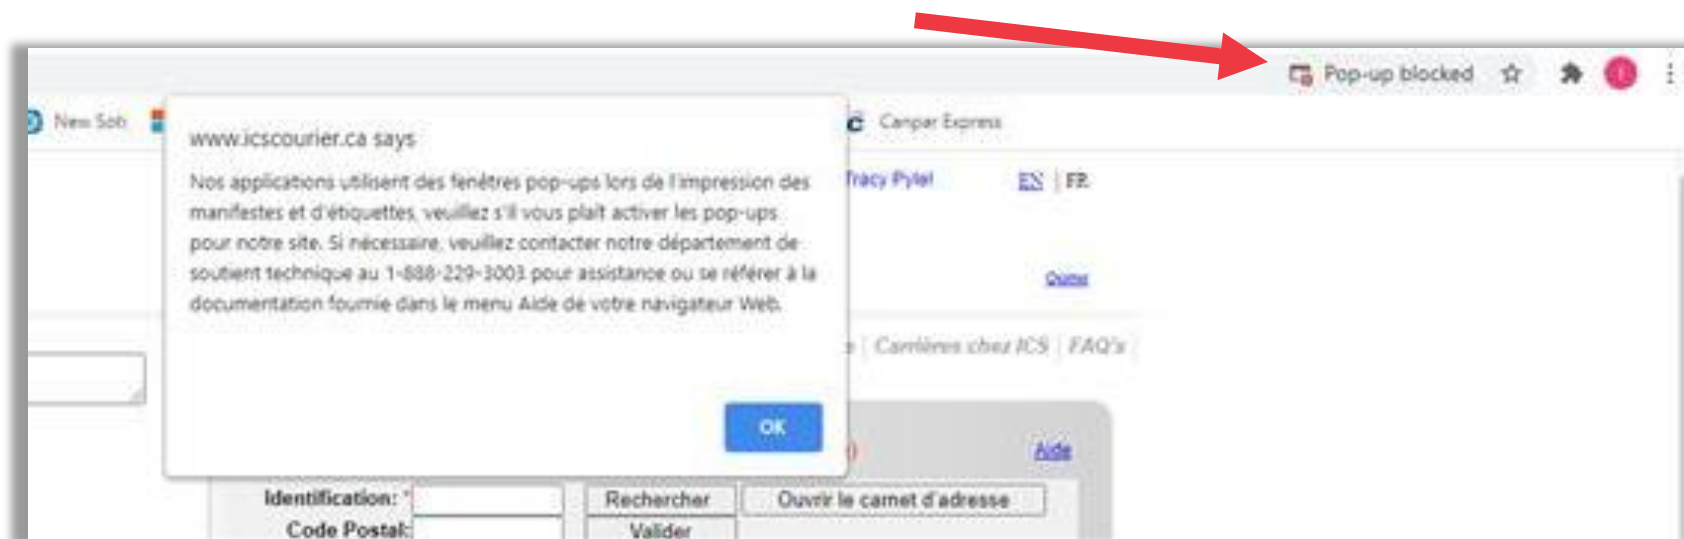 Pop-up blocked
New Sob
Canpar Express
www.icscourier.ca says
Nos applications utilisent des fenêtres pop-ups lors de l'impression des
manifestes et d'étiquettes, veuillez s'il vous plaît activer les pop-ups
pour notre site. Si nécessaire, veuillez contacter notre département de
soutient technique au 1-888-229-3003 pour assistance ou se référer à la
documentation fournie dans le menu Aide de votre navigateur Web.
OK
Tracy Pyle!
EN | FR
| Carrières chez ICS | FAQ's
Aide
Identification: *
Rechercher
Ouvrir le carnet d'adresse
Code Postal:
Valider